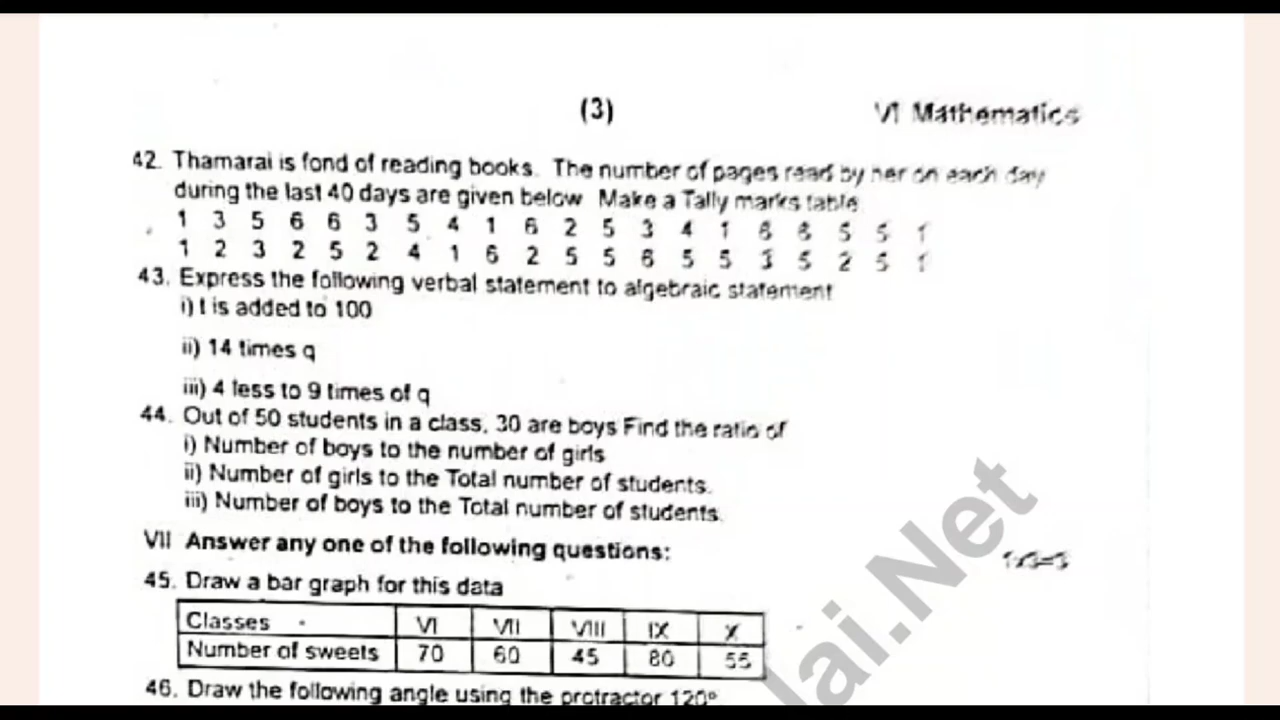 (3)
VI Mathematics
42. Thamarai is fond of reading books. The number of pages read by her on each day
during the last 40 days are given below Make a Tally marks table
1 3 5 6 6 3 5 4 1 6 2 5 3 4 1 6 6 5 5 1
1 2 3 2 5 2 4 1 6 2 5 5 6 5 5 3 5 2 5 1
43. Express the following verbal statement to algebraic statement
i) t is added to 100
ii) 14 times q
iii) 4 less to 9 times of q
44. Out of 50 students in a class, 30 are boys Find the ratio of
i) Number of boys to the number of girls
ii) Number of girls to the Total number of students.
iii) Number of boys to the Total number of students.
VII Answer any one of the following questions:
45. Draw a bar graph for this data
Classes VI VII VIII IX X
Number of sweets 70 60 45 80 55
46. Draw the following angle using the protractor 120°
lai.Net